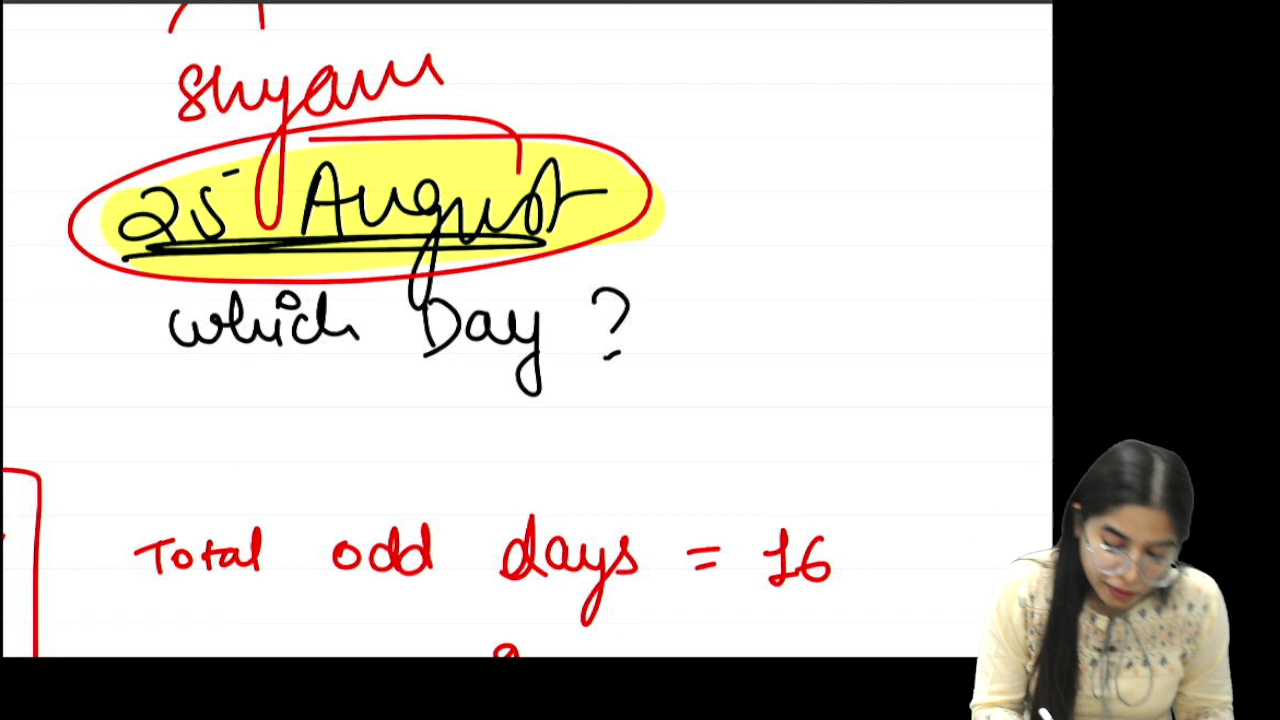 shyam
25 August
which Day ?
Total odd days = 16